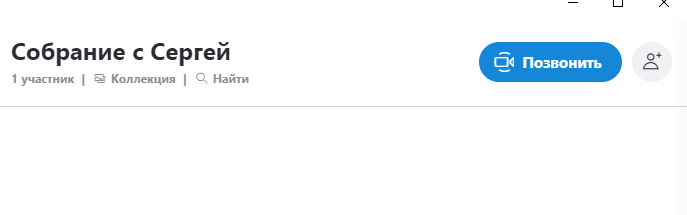 Собрание с Сергей
Позвонить
1 участник | Коллекция | Найти